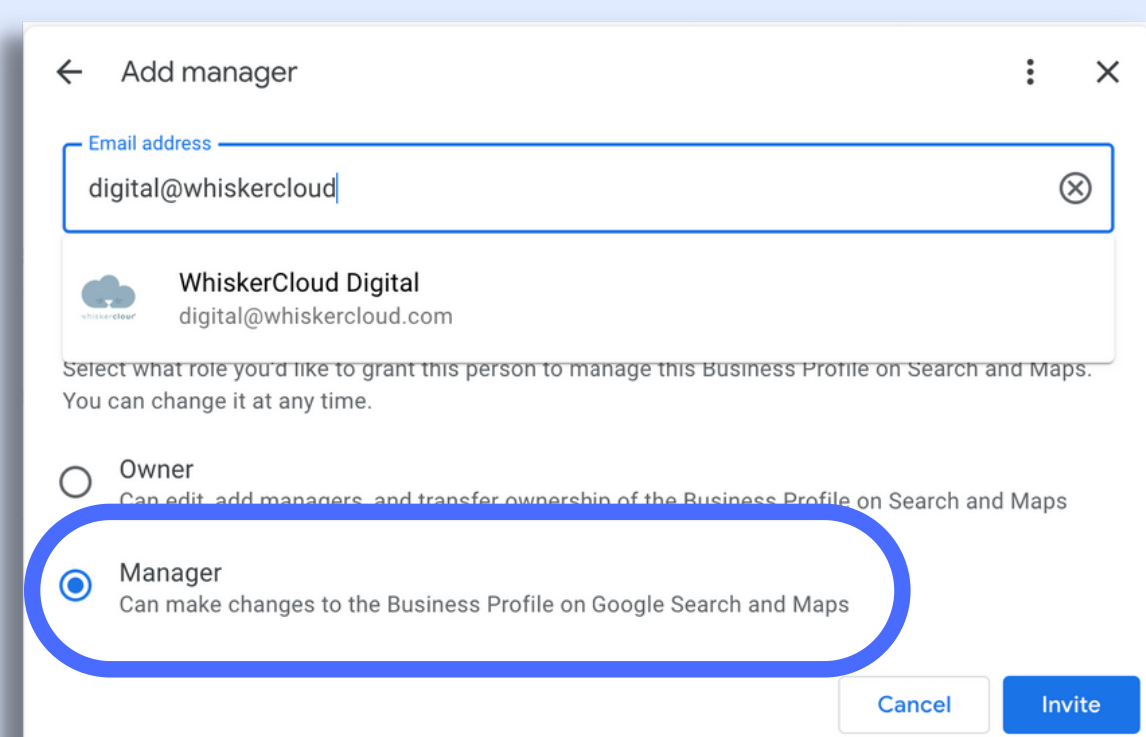 Add manager
Email address
digital@whiskercloud
WhiskerCloud Digital
whiskercloud
digital@whiskercloud.com
Select what role you'd like to grant this person to manage this Business Profile on Search and Maps.
You can change it at any time.
Owner
Can edit, add managers, and transfer ownership of the Business Profile on Search and Maps
Manager
Can make changes to the Business Profile on Google Search and Maps
Cancel
Invite